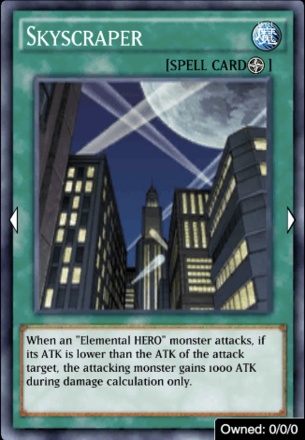 SKYSCRAPER
[SPELL CARD ]
When an "Elemental HERO" monster attacks, if
its ATK is lower than the ATK of the attack
target, the attacking monster gains 1000 ATK
during damage calculation only.
Owned: 0/0/0